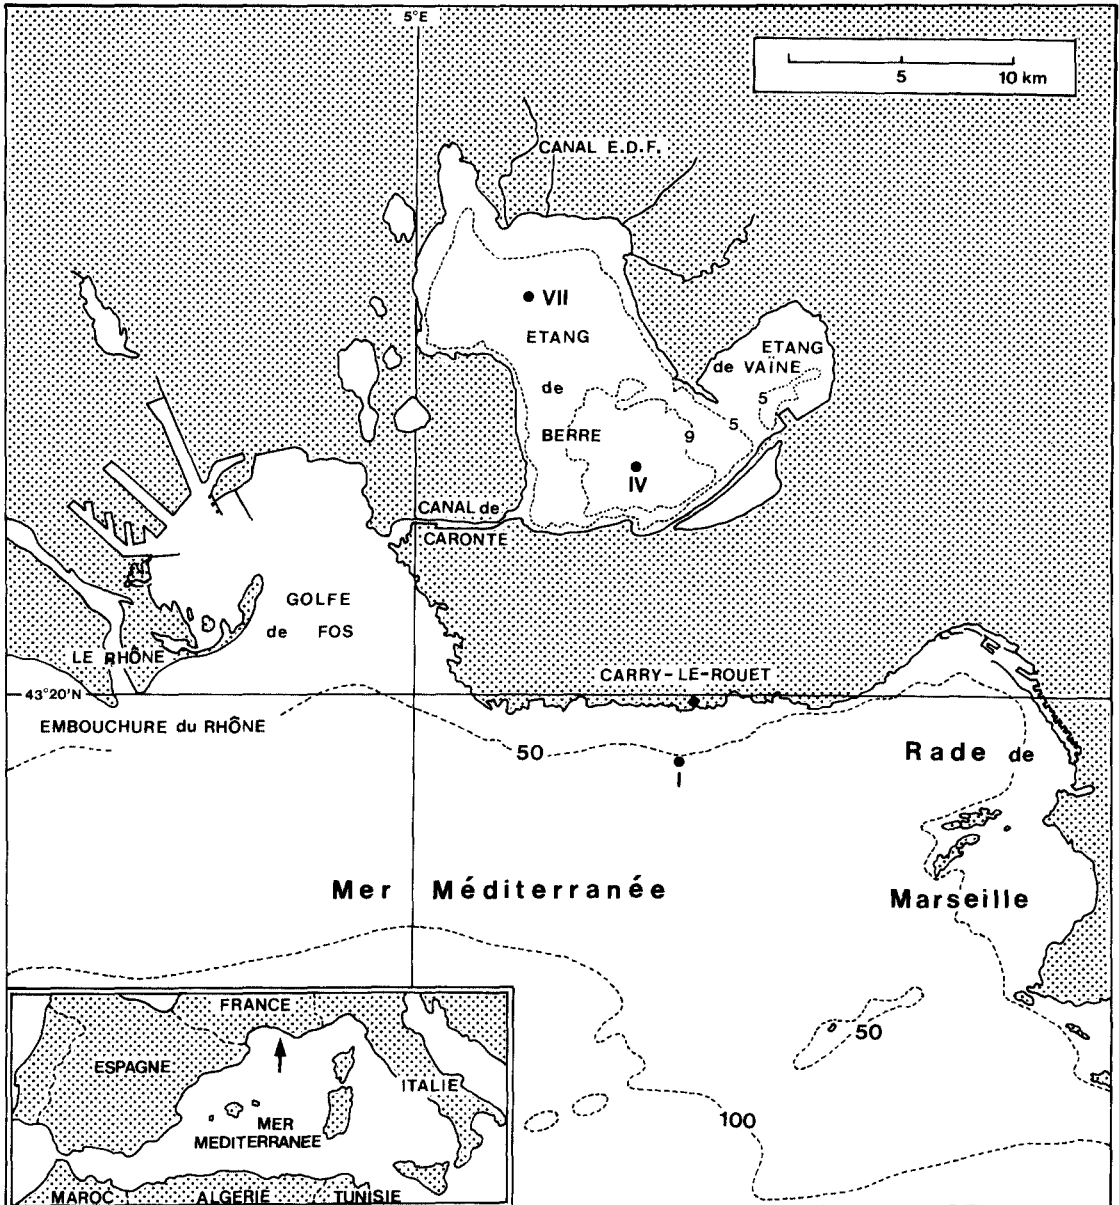 5°E
5 10 km
CANAL E.D.F.
VII
ETANG
de
BERRE
ETANG
de VAÏNE
5
5
9
IV
CANAL de
CARONTE
GOLFE
de FOS
LE RHÔNE
CARRY-LE-ROUET
43°20'N
EMBOUCHURE du RHÔNE
50
I
Rade de
Marseille
Mer Méditerranée
50
100
FRANCE
ESPAGNE
ITALIE
MER
MEDITERRANEE
MAROC ALGERIE TUNISIE